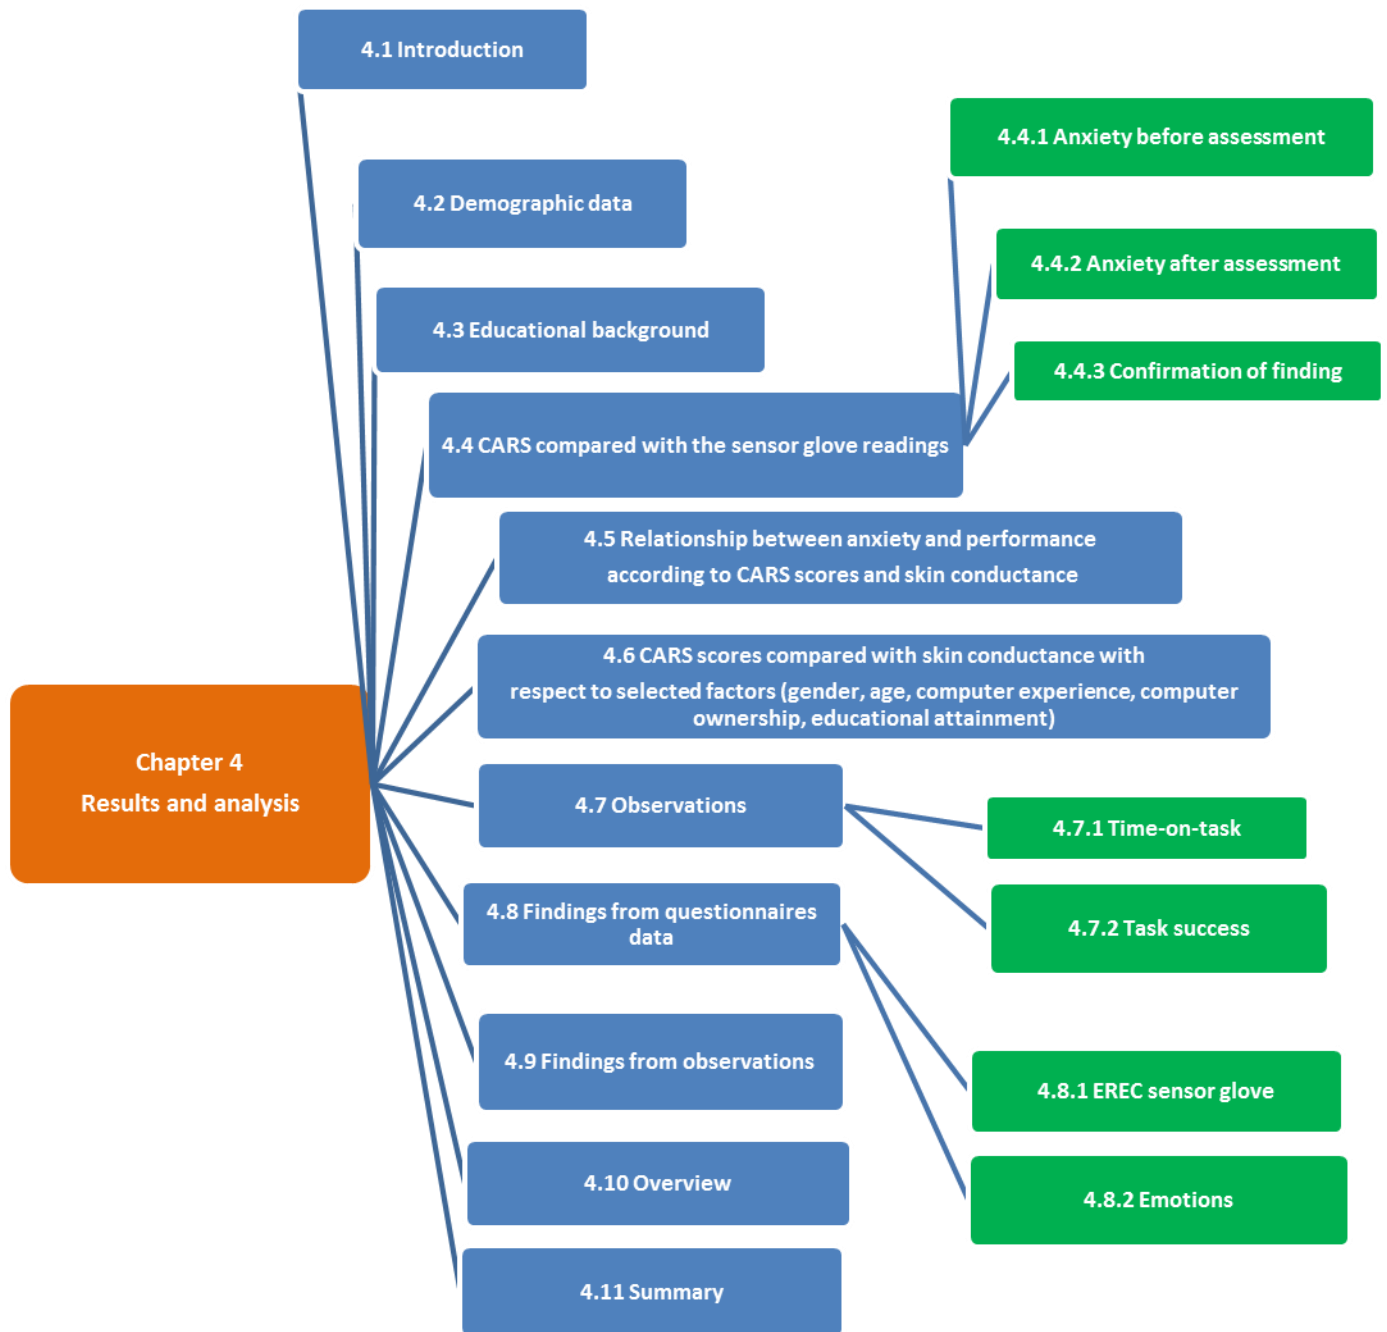 4.1 Introduction
4.4.1 Anxiety before assessment
4.2 Demographic data
4.4.2 Anxiety after assessment
4.3 Educational background
4.4.3 Confirmation of finding
4.4 CARS compared with the sensor glove readings
4.5 Relationship between anxiety and performance
according to CARS scores and skin conductance
4.6 CARS scores compared with skin conductance with
respect to selected factors (gender, age, computer experience, computer
ownership, educational attainment)
Chapter 4
Results and analysis
4.7 Observations
4.7.1 Time-on-task
4.7.2 Task success
4.8 Findings from questionnaires
data
4.8.1 EREC sensor glove
4.8.2 Emotions
4.9 Findings from observations
4.10 Overview
4.11 Summary